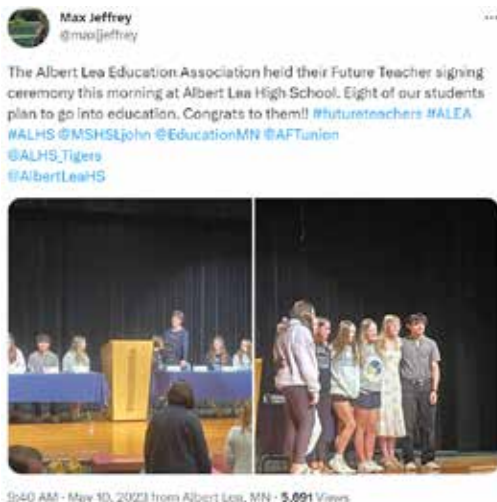 Max Jeffrey
@maxjjeffrey
The Albert Lea Education Association held their Future Teacher signing
ceremony this morning at Albert Lea High School. Eight of our students
plan to go into education. Congrats to them!! #futureteachers #ALEA
#ALHS @MSHSLjohn @EducationMN @AFTunion
@ALHS_Tigers
@AlbertLeaHS
9:40 AM · May 10, 2023 from Albert Lea, MN · 5,691 Views